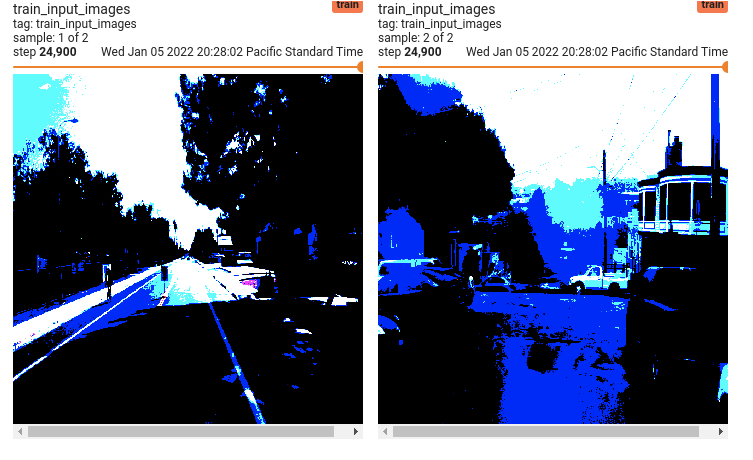 train_input_images
train
tag: train_input_images
sample: 1 of 2
step 24,900 Wed Jan 05 2022 20:28:02 Pacific Standard Time
train_input_images
train
tag: train_input_images
sample: 2 of 2
step 24,900 Wed Jan 05 2022 20:28:02 Pacific Standard Time